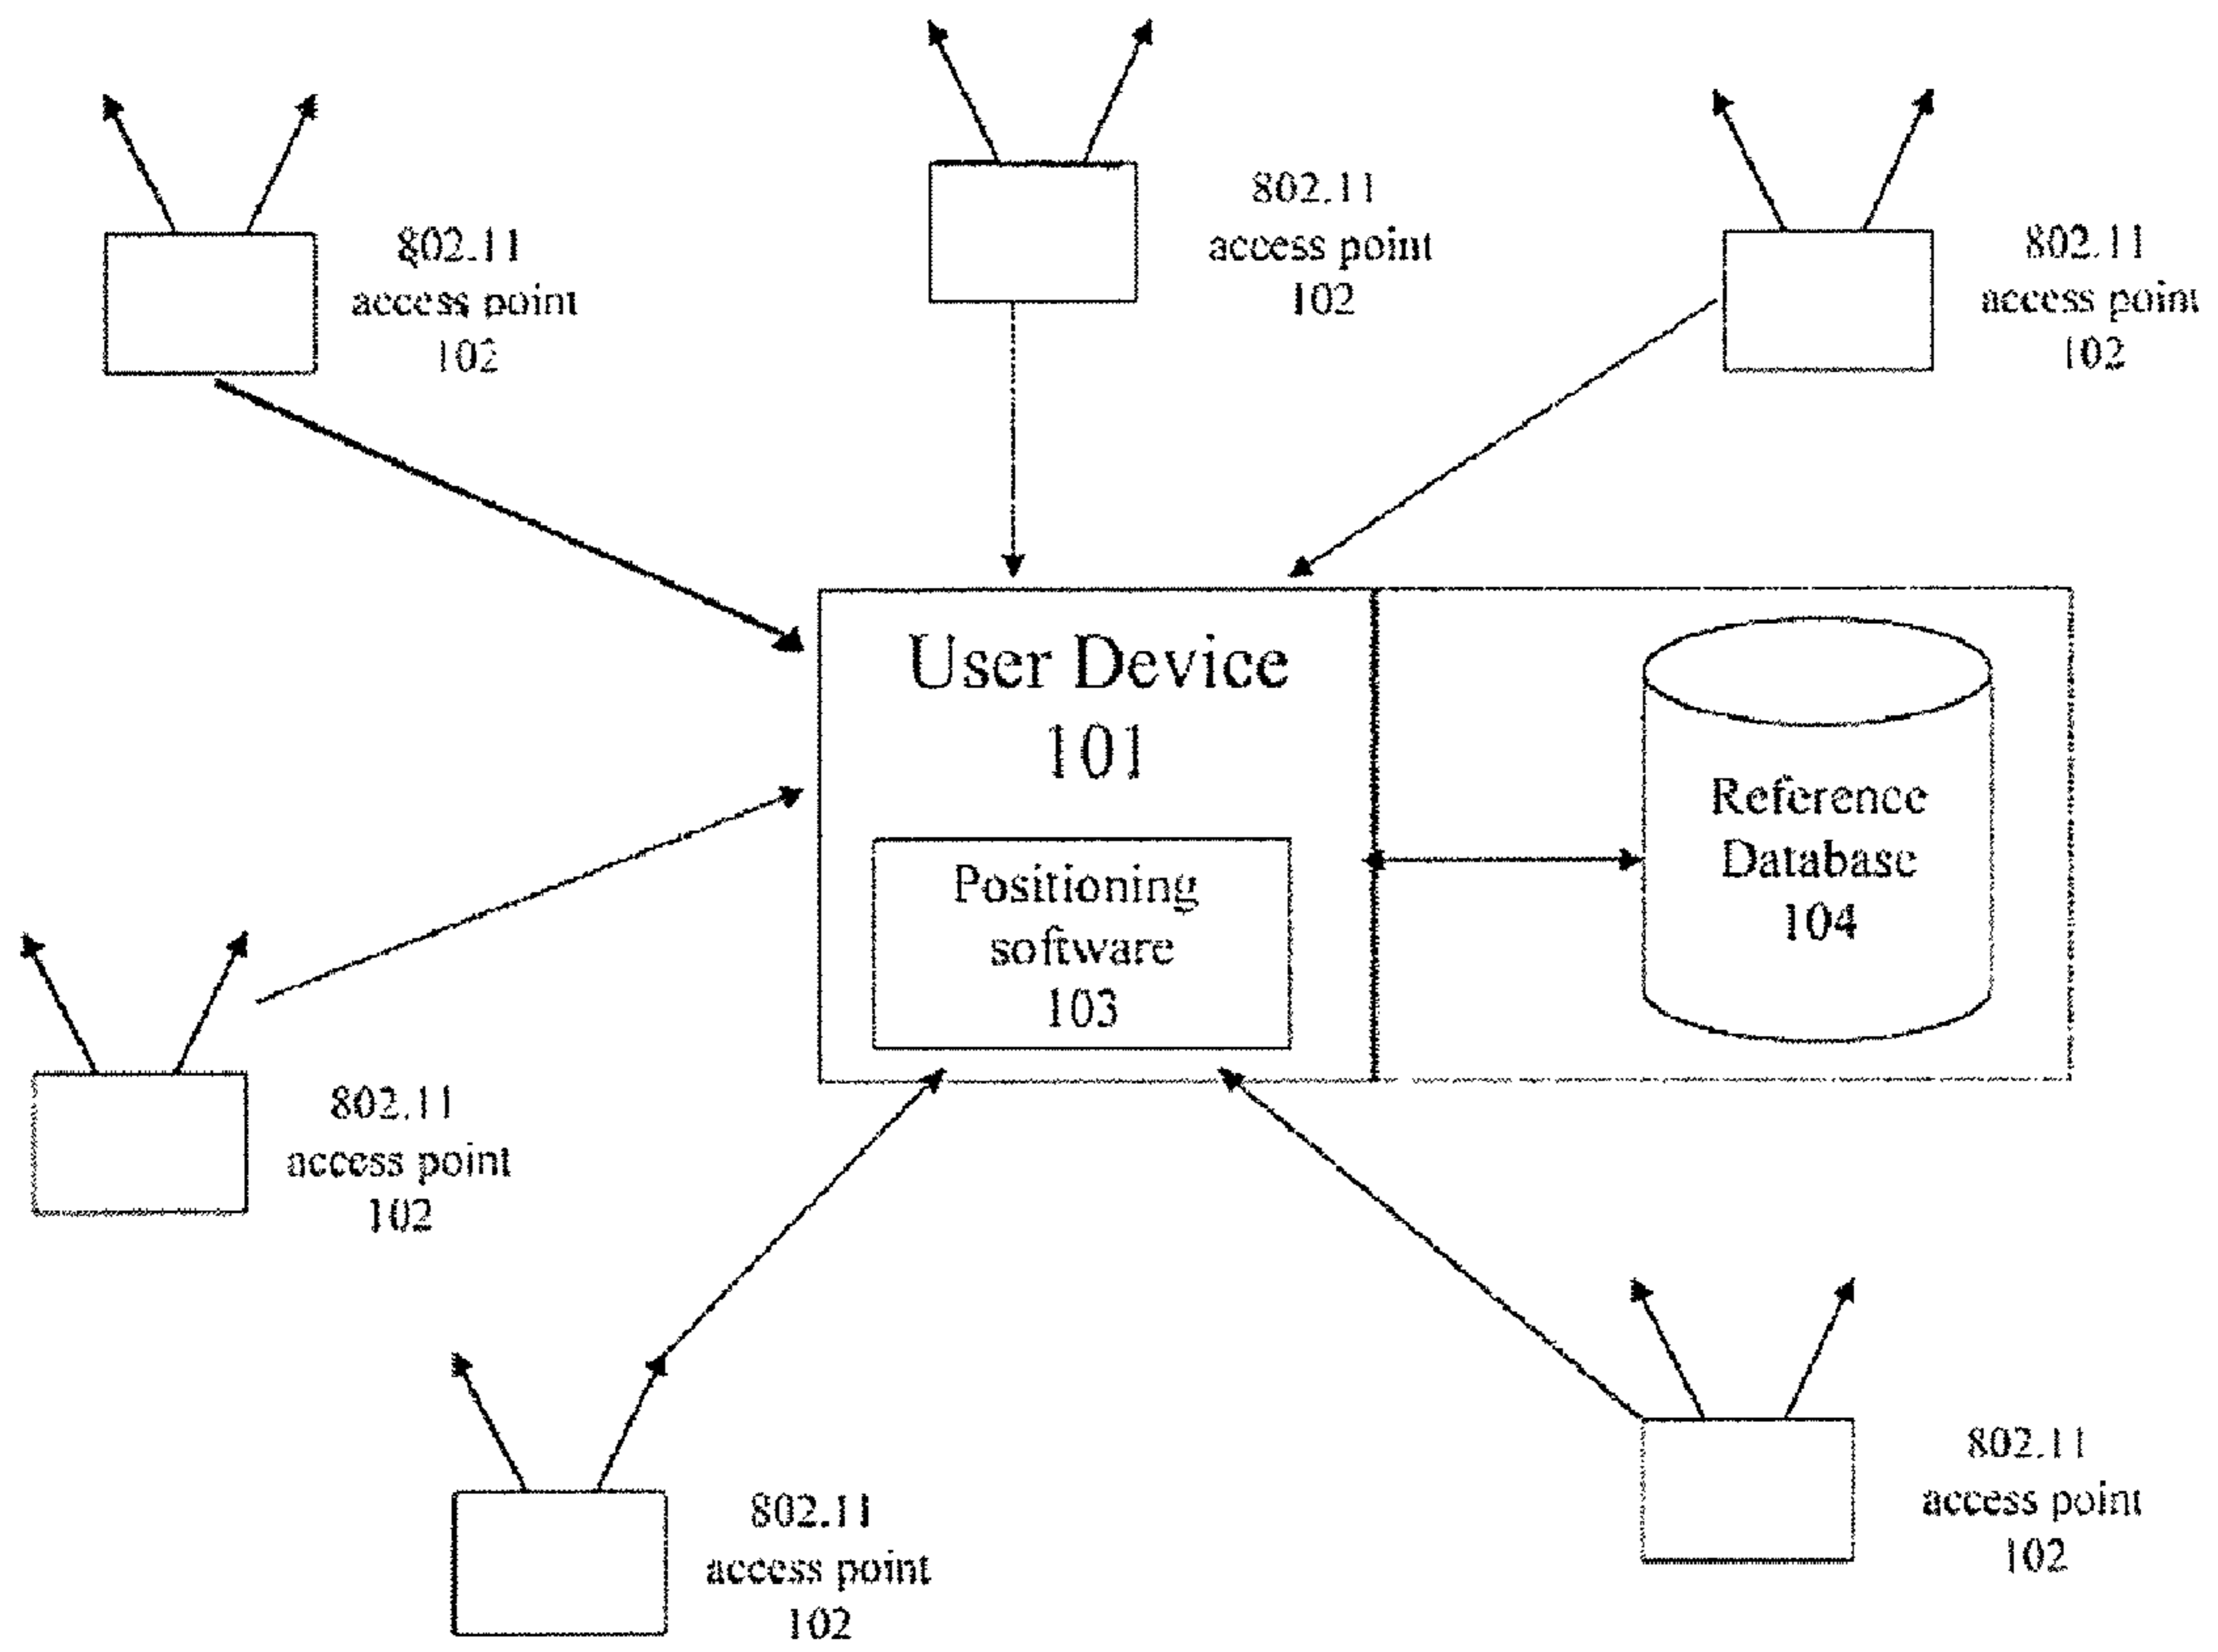 802.11
access point
102
802.11
access point
102
802.11
access point
102
User Device
101
Positioning
software
103
Reference
Database
104
802.11
access point
102
802.11
access point
102
802.11
access point
102